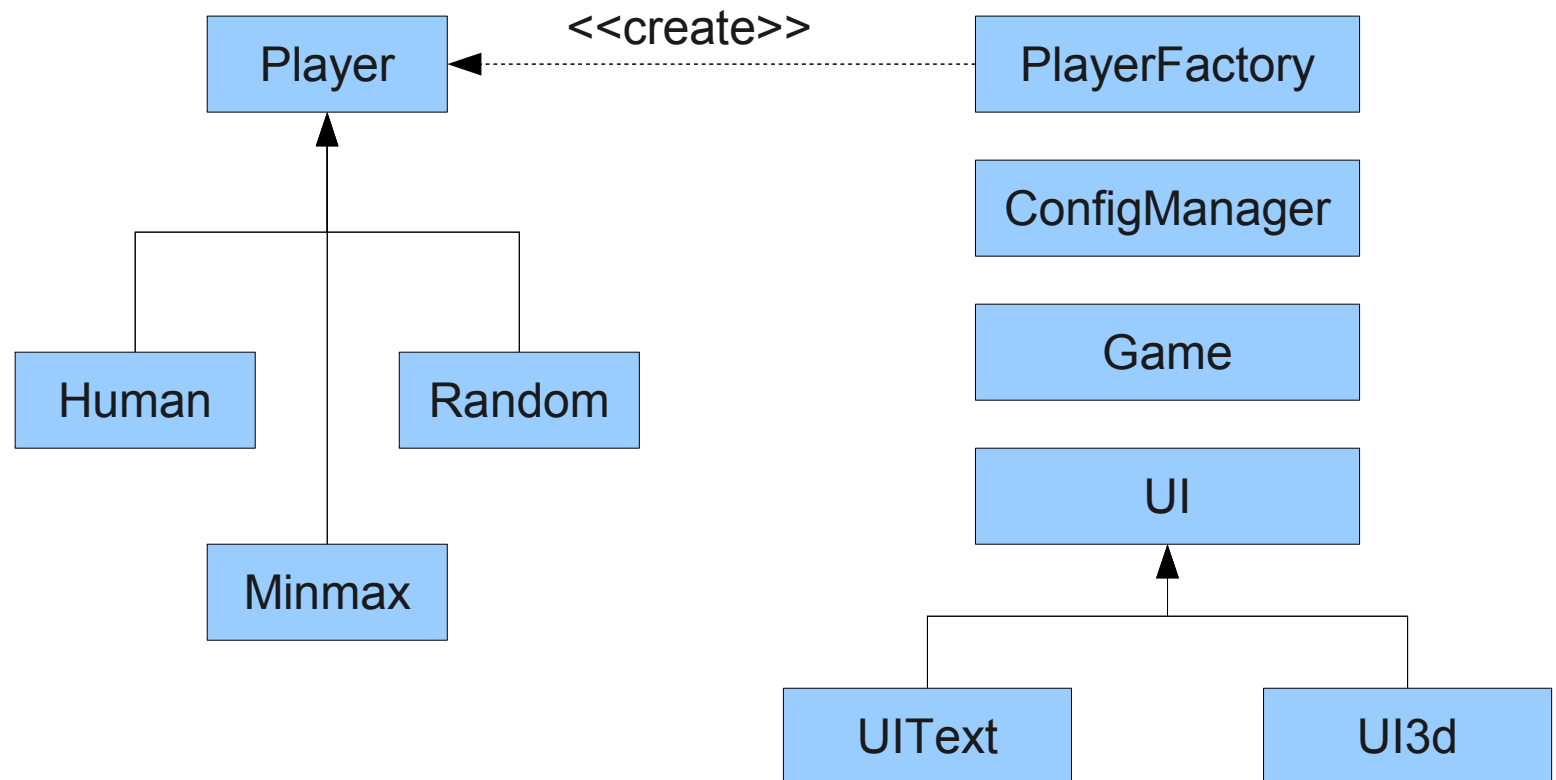 <<create>>
Player
PlayerFactory
ConfigManager
Game
Human
Random
UI
Minmax
UIText
UI3d